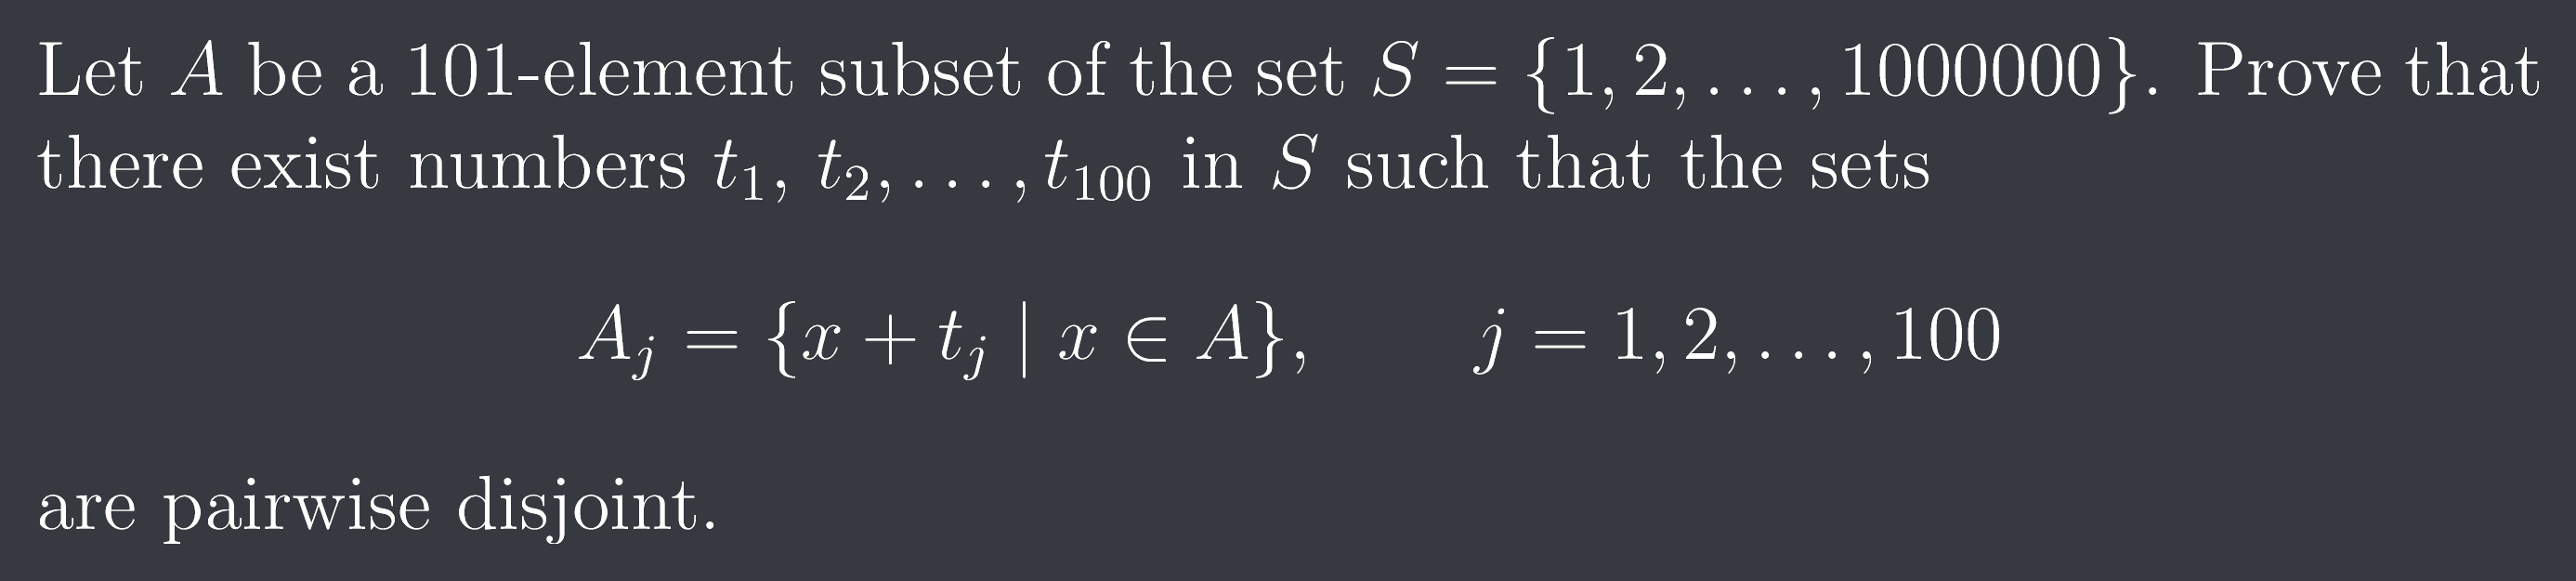 Let $A$ be a 101-element subset of the set $S = \{1, 2, \ldots, 1000000\}$. Prove that
there exist numbers $t_1$, $t_2, \ldots, t_{100}$ in $S$ such that the sets
$A_j = \{x + t_j \mid x \in A\}, \qquad j = 1, 2, \ldots, 100$
are pairwise disjoint.